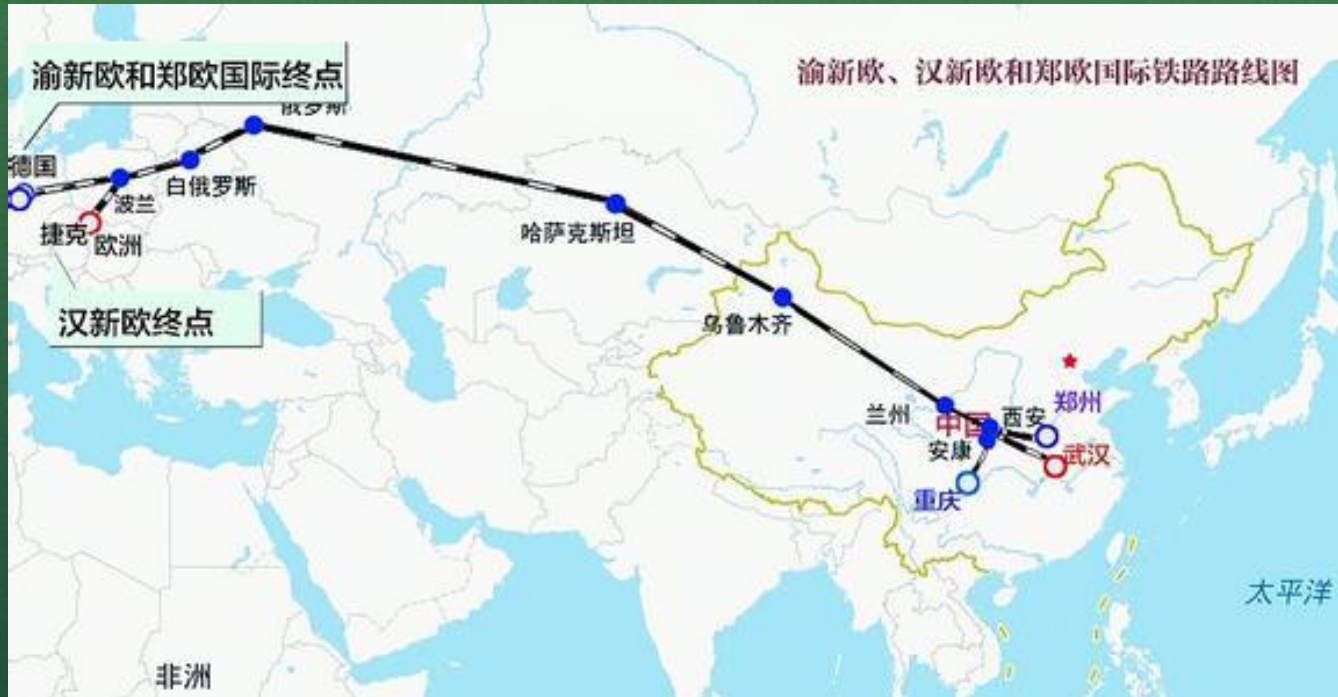 渝新欧和郑欧国际终点
渝新欧、汉新欧和郑欧国际铁路路线图
俄罗斯
德国
白俄罗斯
波兰
捷克
欧洲
哈萨克斯坦
汉新欧终点
乌鲁木齐
郑州
兰州
西安
中国
安康
武汉
重庆
太平洋
非洲